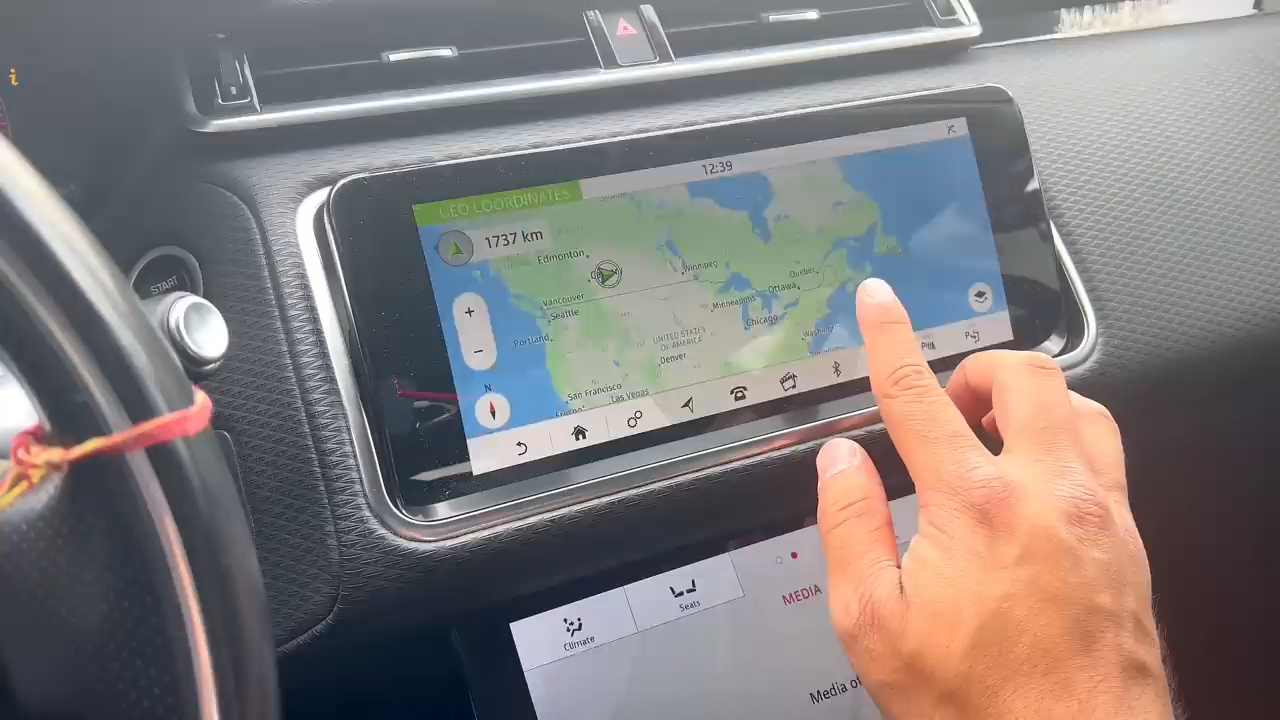 i
START
12:39
GEO COORDINATES
1737 km
Edmonton
Winnipeg
Quebec
Ottawa
Vancouver
Seattle
Minneapolis
Portland
Chicago
UNITED STATES
OF AMERICA
Denver
San Francisco
Las Vegas
+
−
N
Climate
Seats
MEDIA